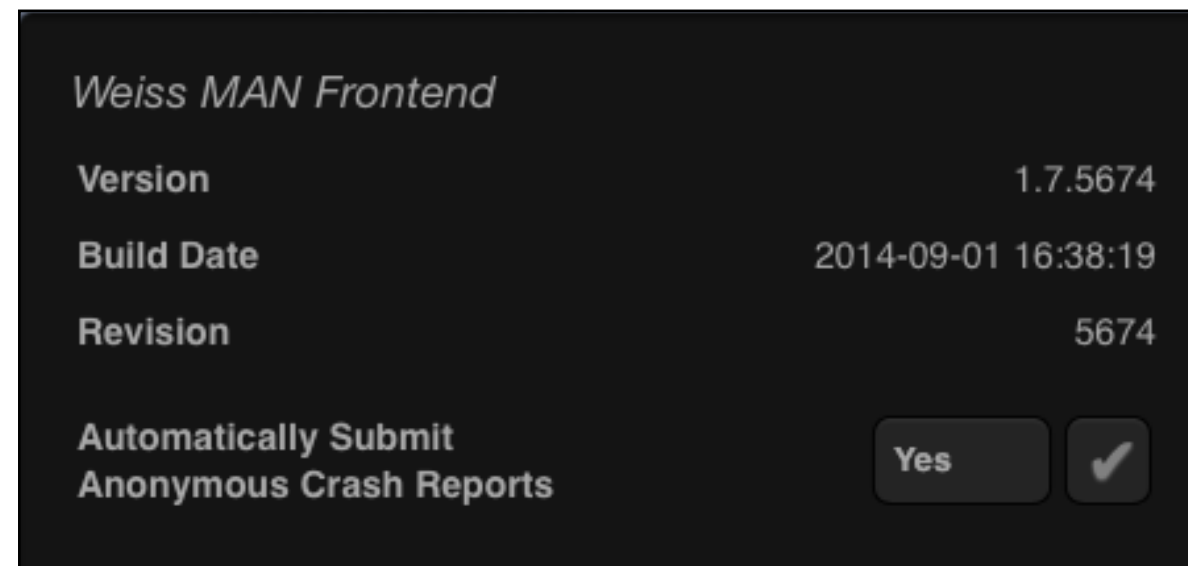 Weiss MAN Frontend
Version 1.7.5674
Build Date 2014-09-01 16:38:19
Revision 5674
Automatically Submit
Anonymous Crash Reports
Yes ✔